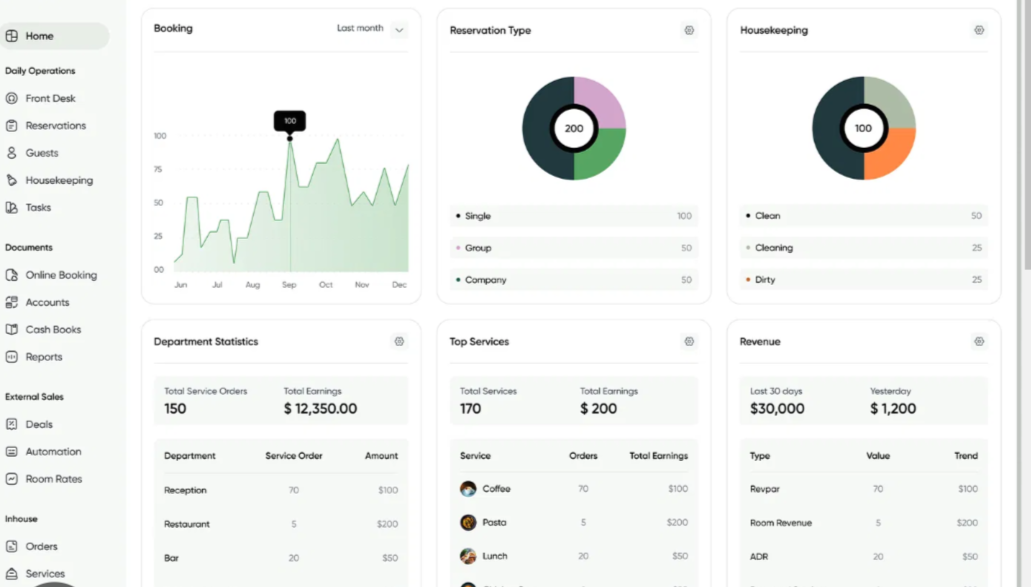 Home
Daily Operations
Front Desk
Reservations
Guests
Housekeeping
Tasks
Documents
Online Booking
Accounts
Cash Books
Reports
External Sales
Deals
Automation
Room Rates
Inhouse
Orders
Services
Booking
Last month
100
100
75
50
25
00
Jun Jul Aug Sep Oct Nov Dec
Reservation Type
200
Single 100
Group 50
Company 50
Housekeeping
100
Clean 50
Cleaning 25
Dirty 25
Department Statistics
Total Service Orders Total Earnings
150 $ 12,350.00
Department Service Order Amount
Reception 70 $100
Restaurant 5 $200
Bar 20 $50
Top Services
Total Services Total Earnings
170 $ 200
Service Orders Total Earnings
Coffee 70 $100
Pasta 5 $200
Lunch 20 $50
Revenue
Last 30 days Yesterday
$30,000 $ 1,200
Type Value Trend
Revpar 70 $100
Room Revenue 5 $200
ADR 20 $50